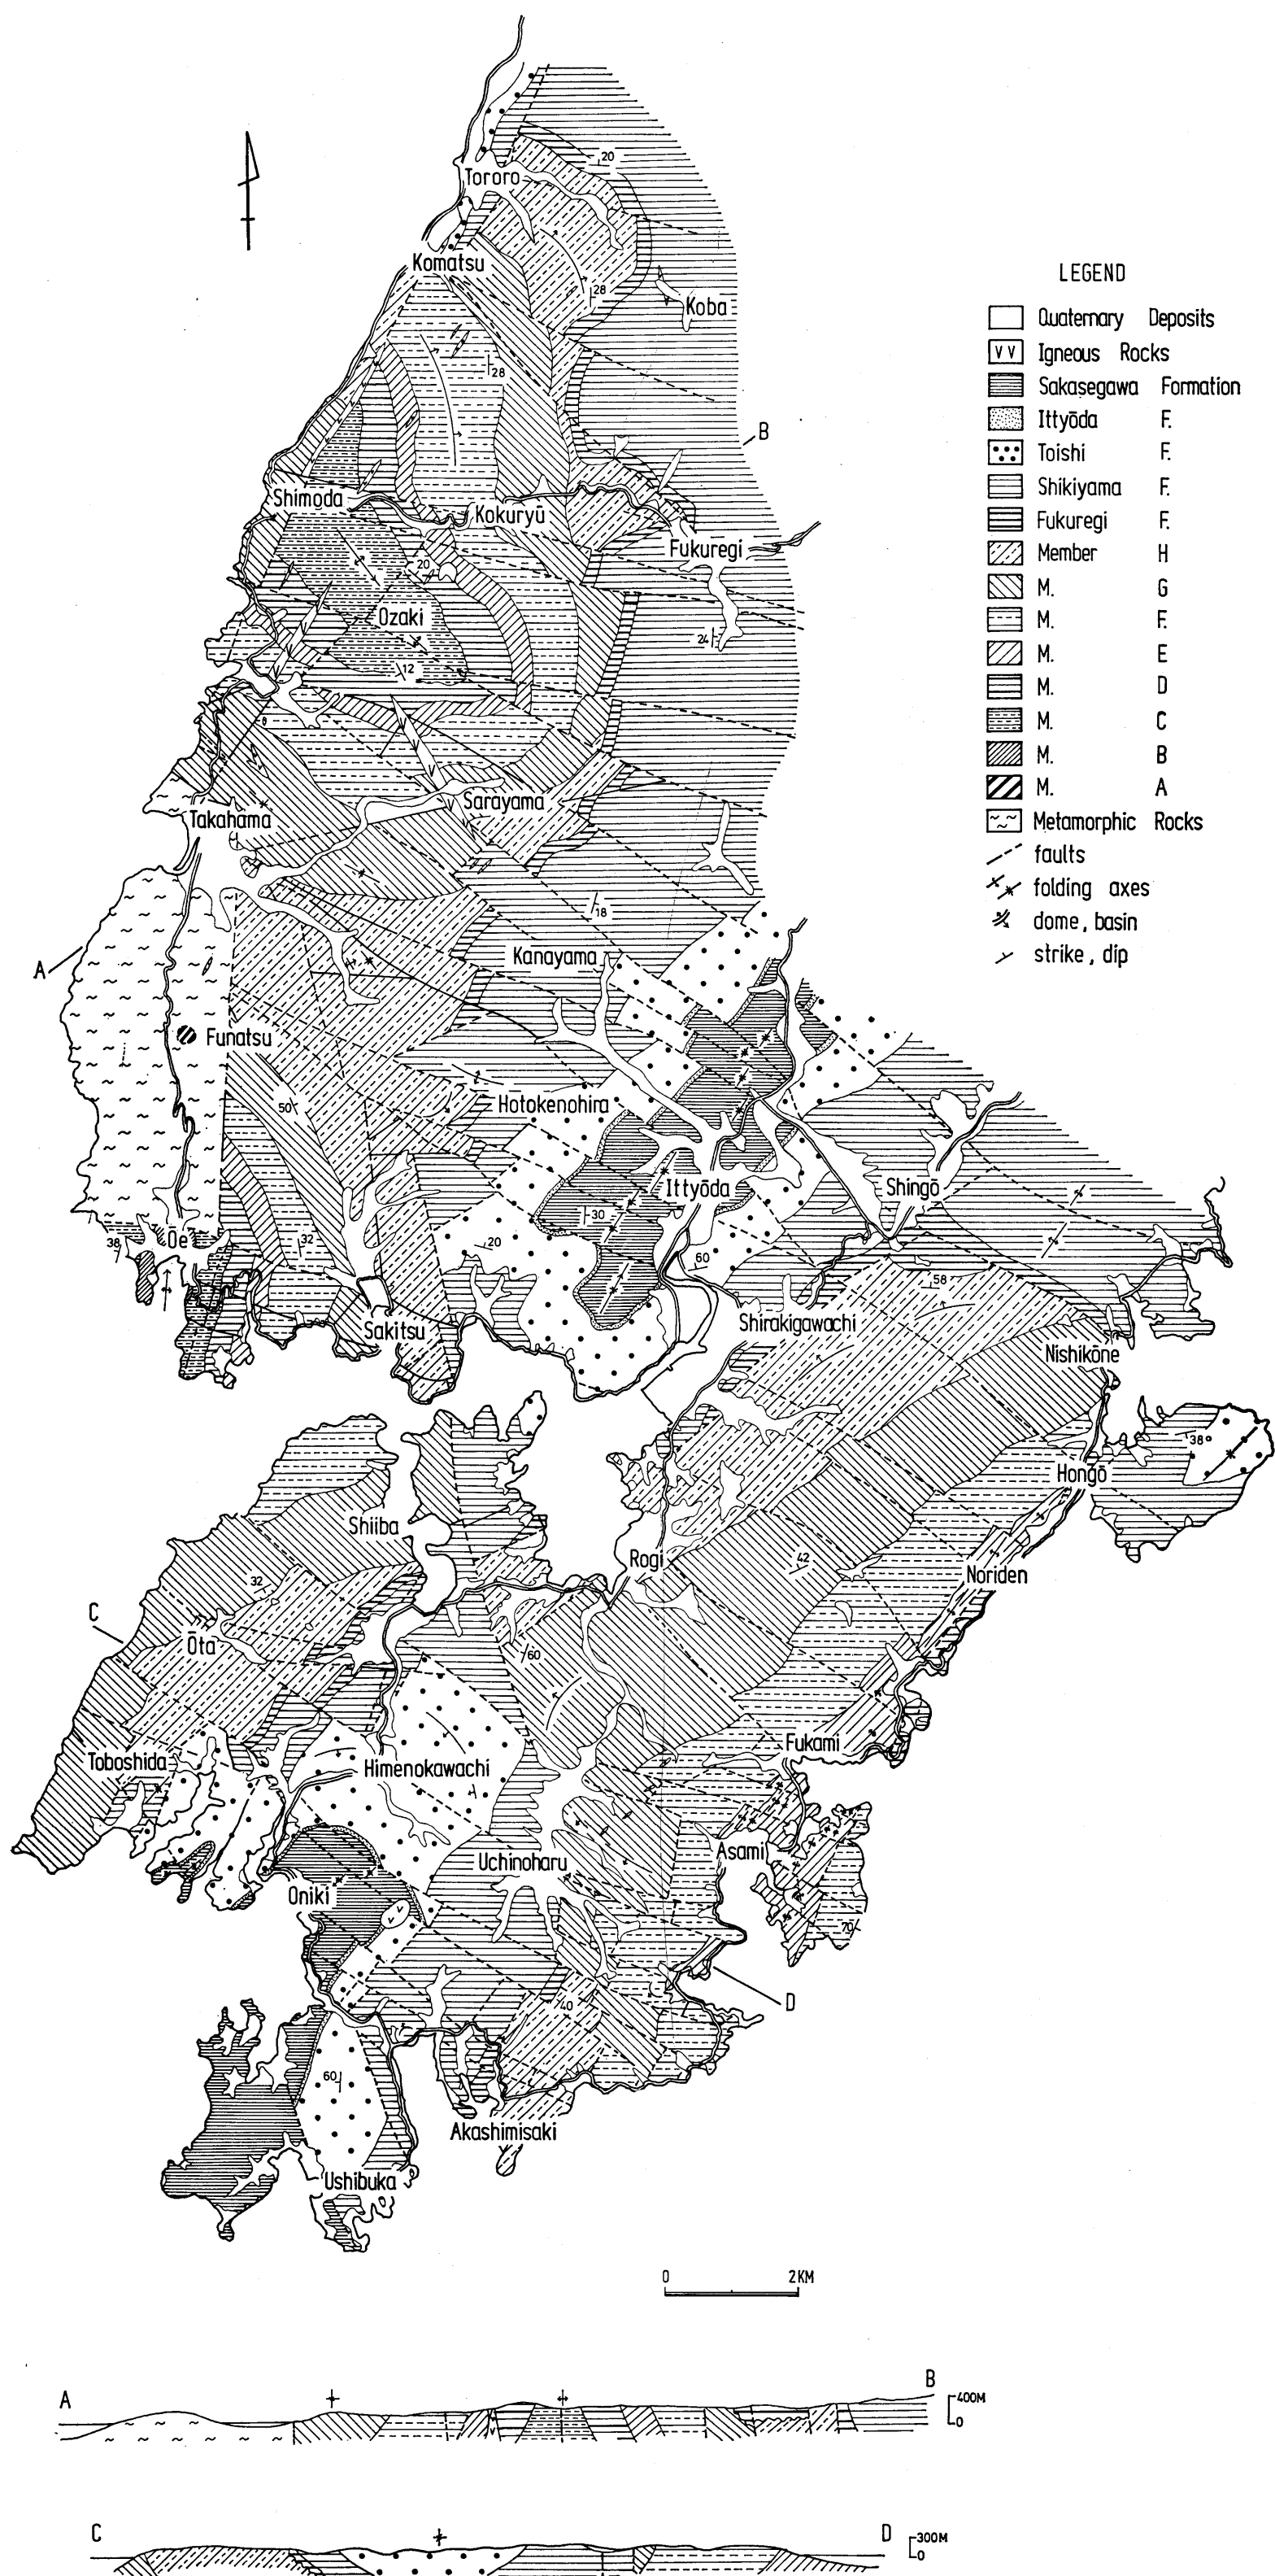 20
Tororo
Komatsu
28
Koba
28
B
Shimoda
Kokuryū
Fukuregi
20
Ozaki
24
12
Sarayama
Takahama
18
Kanayama
A
Funatsu
50
Hotokenohira
Ittyōda
Shingō
30
38
Ōe
32
20
60
58
Sakitsu
Shirakigawachi
Nishikōne
38°
Hongō
Shiiba
Rogi
42
Noriden
32
C
Ōta
60
Fukami
Toboshida
Himenokawachi
Asami
Uchinoharu
Oniki
70
D
40
60
Akashimisaki
Ushibuka
LEGEND
Quaternary Deposits
V V Igneous Rocks
Sakasegawa Formation
Ittyōda F.
Toishi F.
Shikiyama F.
Fukuregi F.
Member H
M. G
M. F.
M. E
M. D
M. C
M. B
M. A
Metamorphic Rocks
faults
folding axes
dome, basin
strike, dip
0 2KM
A B
400M
0
C D
300M
0